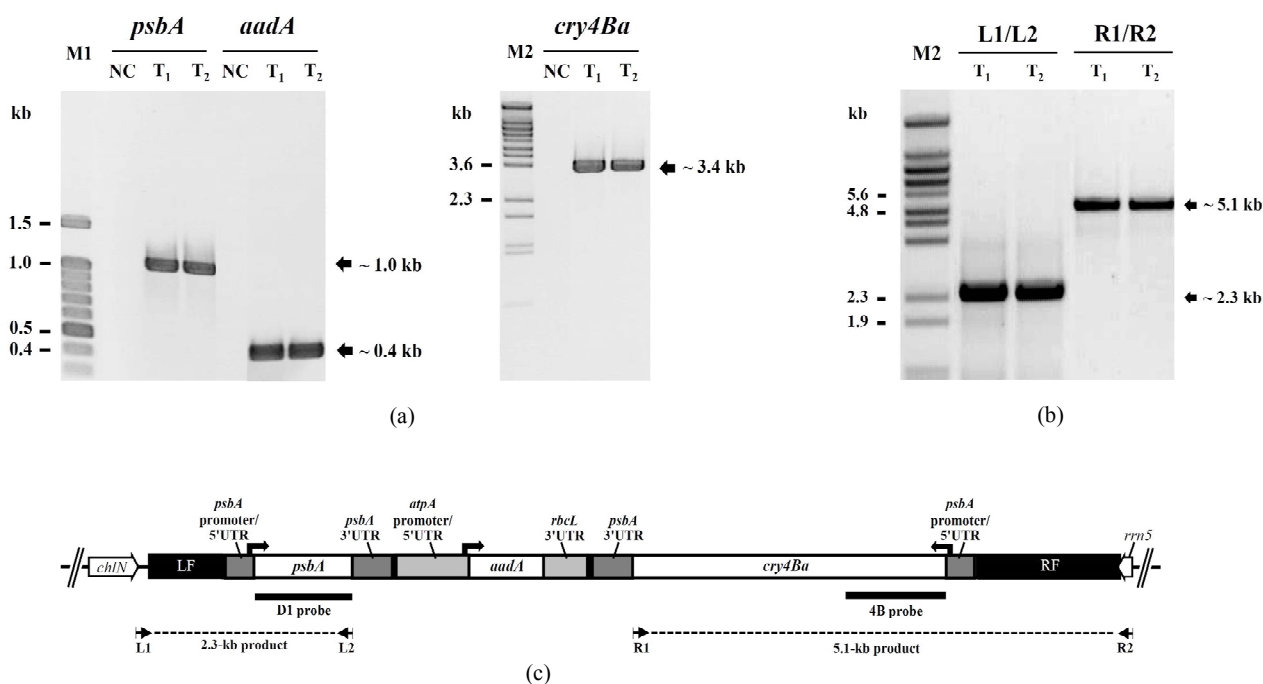 psbA aadA
M1
NC T1 T2 NC T1 T2
kb
1.5
1.0
0.5
0.4
~ 1.0 kb
~ 0.4 kb
cry4Ba
M2
T1 T2
kb
3.6
2.3
~ 3.4 kb
(a)
L1/L2 R1/R2
M2
T1 T2 T1 T2
kb
5.6
4.8
2.3
1.9
~ 5.1 kb
~ 2.3 kb
(b)
psbA
promoter/
5'UTR
psbA
3'UTR
atpA
promoter/
5'UTR
rbcL
3'UTR
psbA
3'UTR
psbA
promoter/
5'UTR
rrn5
chlN LF psbA aadA cry4Ba RF
D1 probe 4B probe
L1 2.3-kb product L2 R1 5.1-kb product R2
(c)